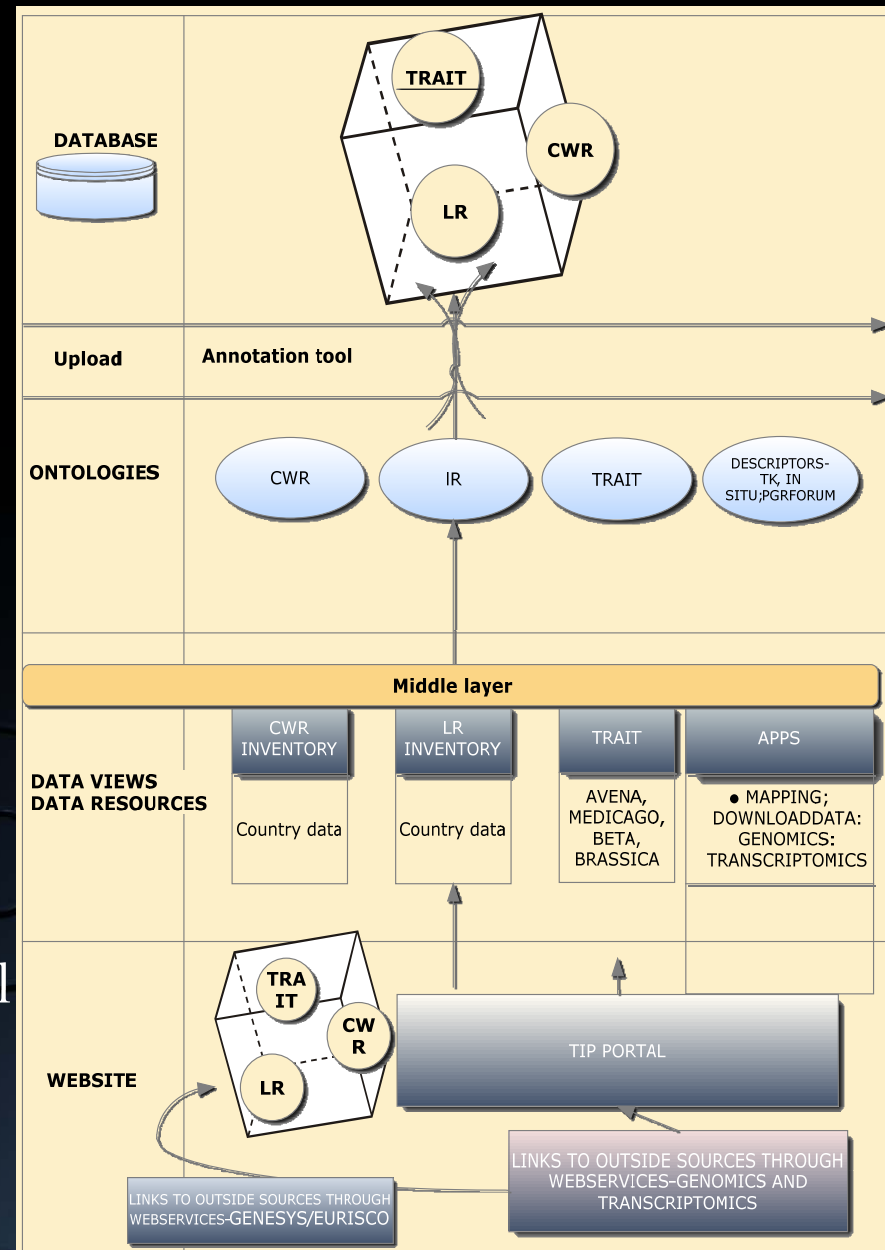 TRAIT
DATABASE
CWR
LR
Upload
Annotation tool
ONTOLOGIES
CWR
IR
TRAIT
DESCRIPTORS-
TK, IN
SITU;PGRFORUM
Middle layer
CWR
INVENTORY
LR
INVENTORY
TRAIT
APPS
DATA VIEWS
DATA RESOURCES
Country data
Country data
AVENA,
MEDICAGO,
BETA,
BRASSICA
• MAPPING;
DOWNLOADDATA:
GENOMICS:
TRANSCRIPTOMICS
l
TRA
IT
CW
R
LR
TIP PORTAL
WEBSITE
LINKS TO OUTSIDE SOURCES THROUGH
WEBSERVICES-GENOMICS AND
TRANSCRIPTOMICS
LINKS TO OUTSIDE SOURCES THROUGH
WEBSERVICES-GENESYS/EURISCO